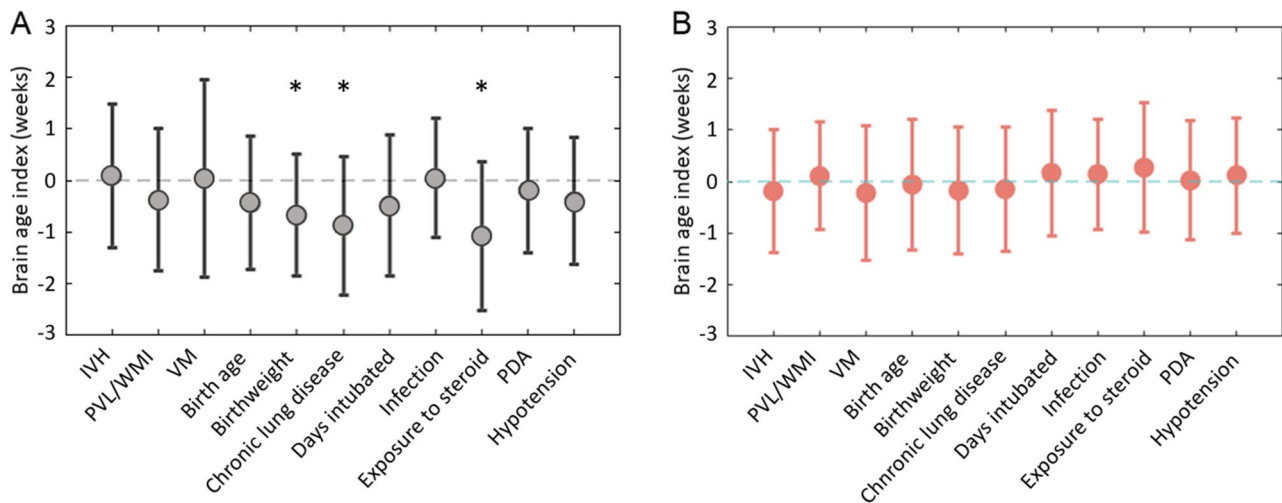 A
Brain age index (weeks)
3
2
1
0
-1
-2
-3
* * *
IVH
PVL/WMI
VM
Birth age
Birthweight
Chronic lung disease
Days intubated
Infection
Exposure to steroid
PDA
Hypotension
B
Brain age index (weeks)
3
2
1
0
-1
-2
-3
IVH
PVL/WMI
VM
Birth age
Birthweight
Chnronic lung disease
Days intubated
Infection
Exposure to steroid
PDA
Hypotension